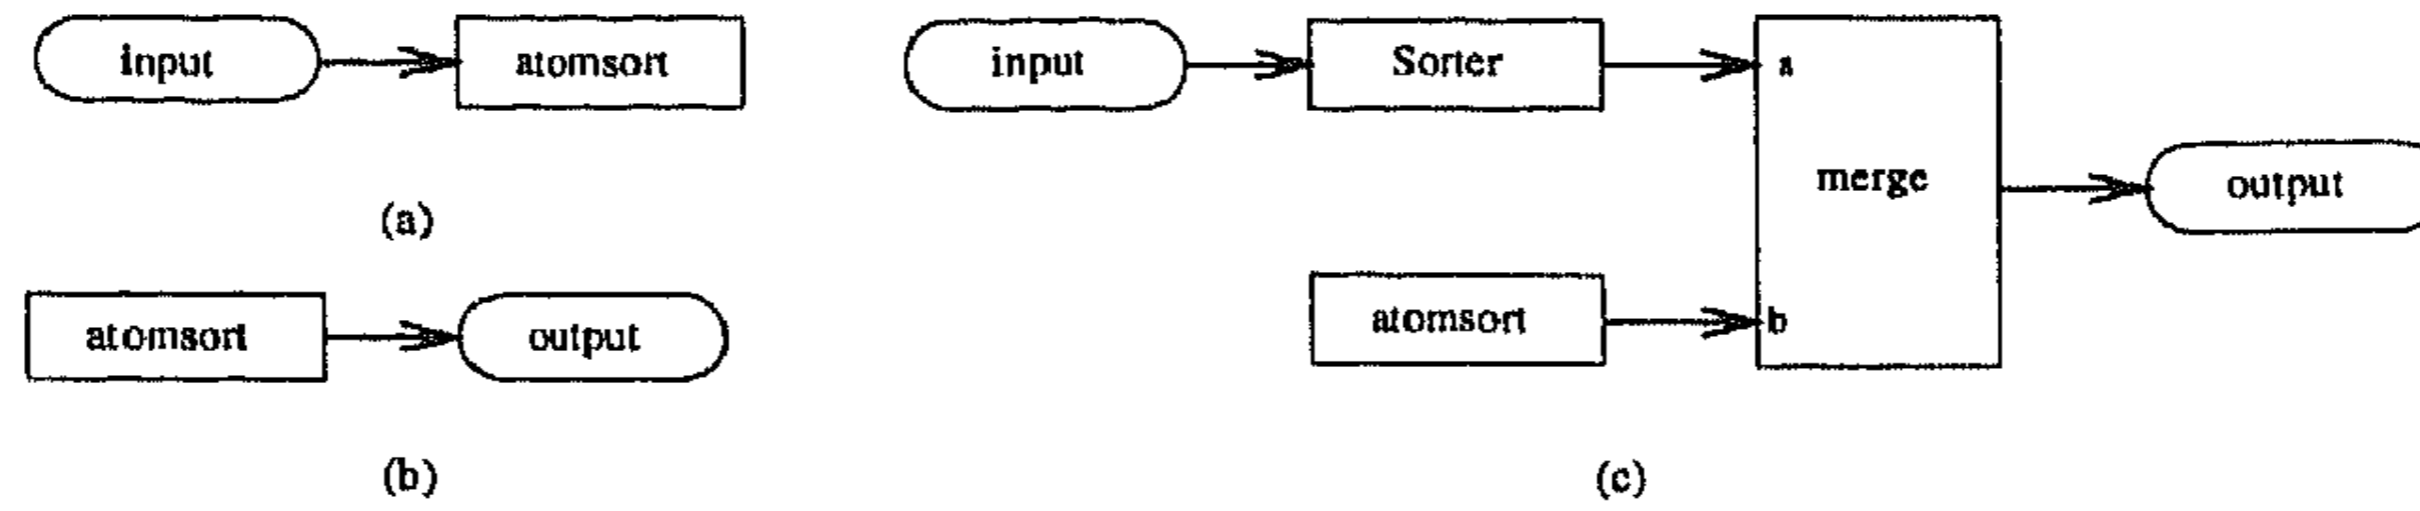 input
atomsort
(a)
atomsort
output
(b)
input
Sorter
a
merge
output
atomsort
b
(c)